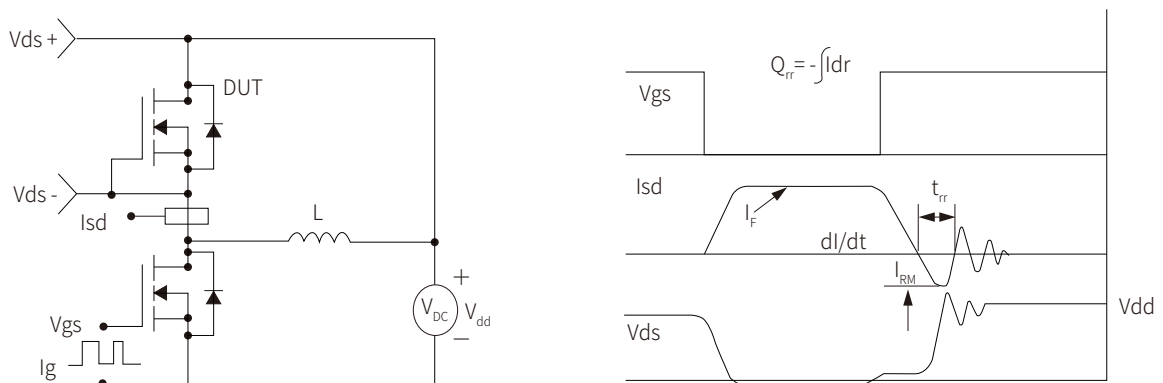 Vds +
DUT
Vds -
Isd
L
+
V_DC
V_dd
−
Vgs
Ig
Q_rr = -∫Idr
Vgs
Isd
t_rr
I_F
dI/dt
I_RM
Vds
Vdd